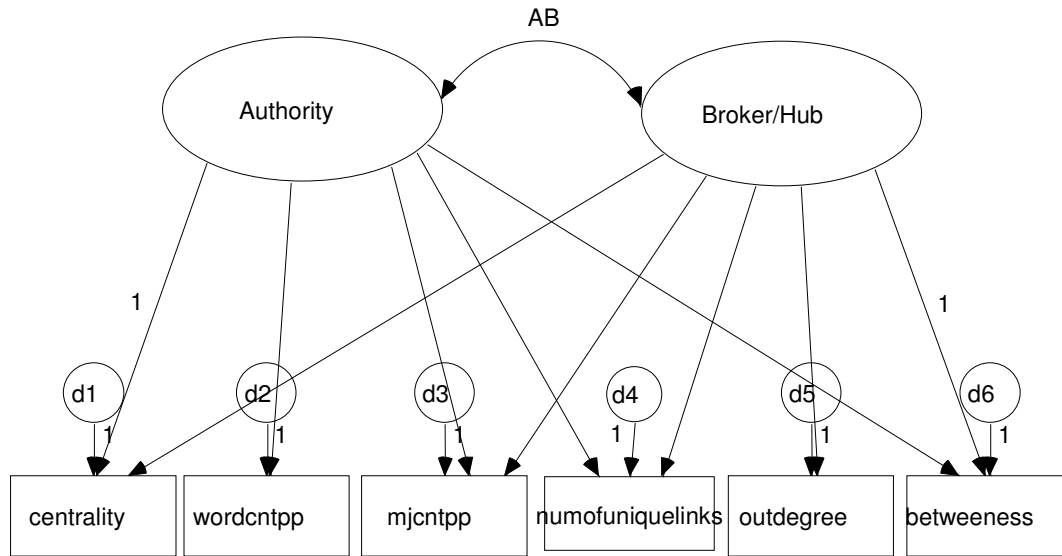 AB
Authority
Broker/Hub
1
1
d1
d2
d3
d4
d5
d6
1
1
1
1
1
1
centrality
wordcntpp
mjcntpp
numofuniquelinks
outdegree
betweeness